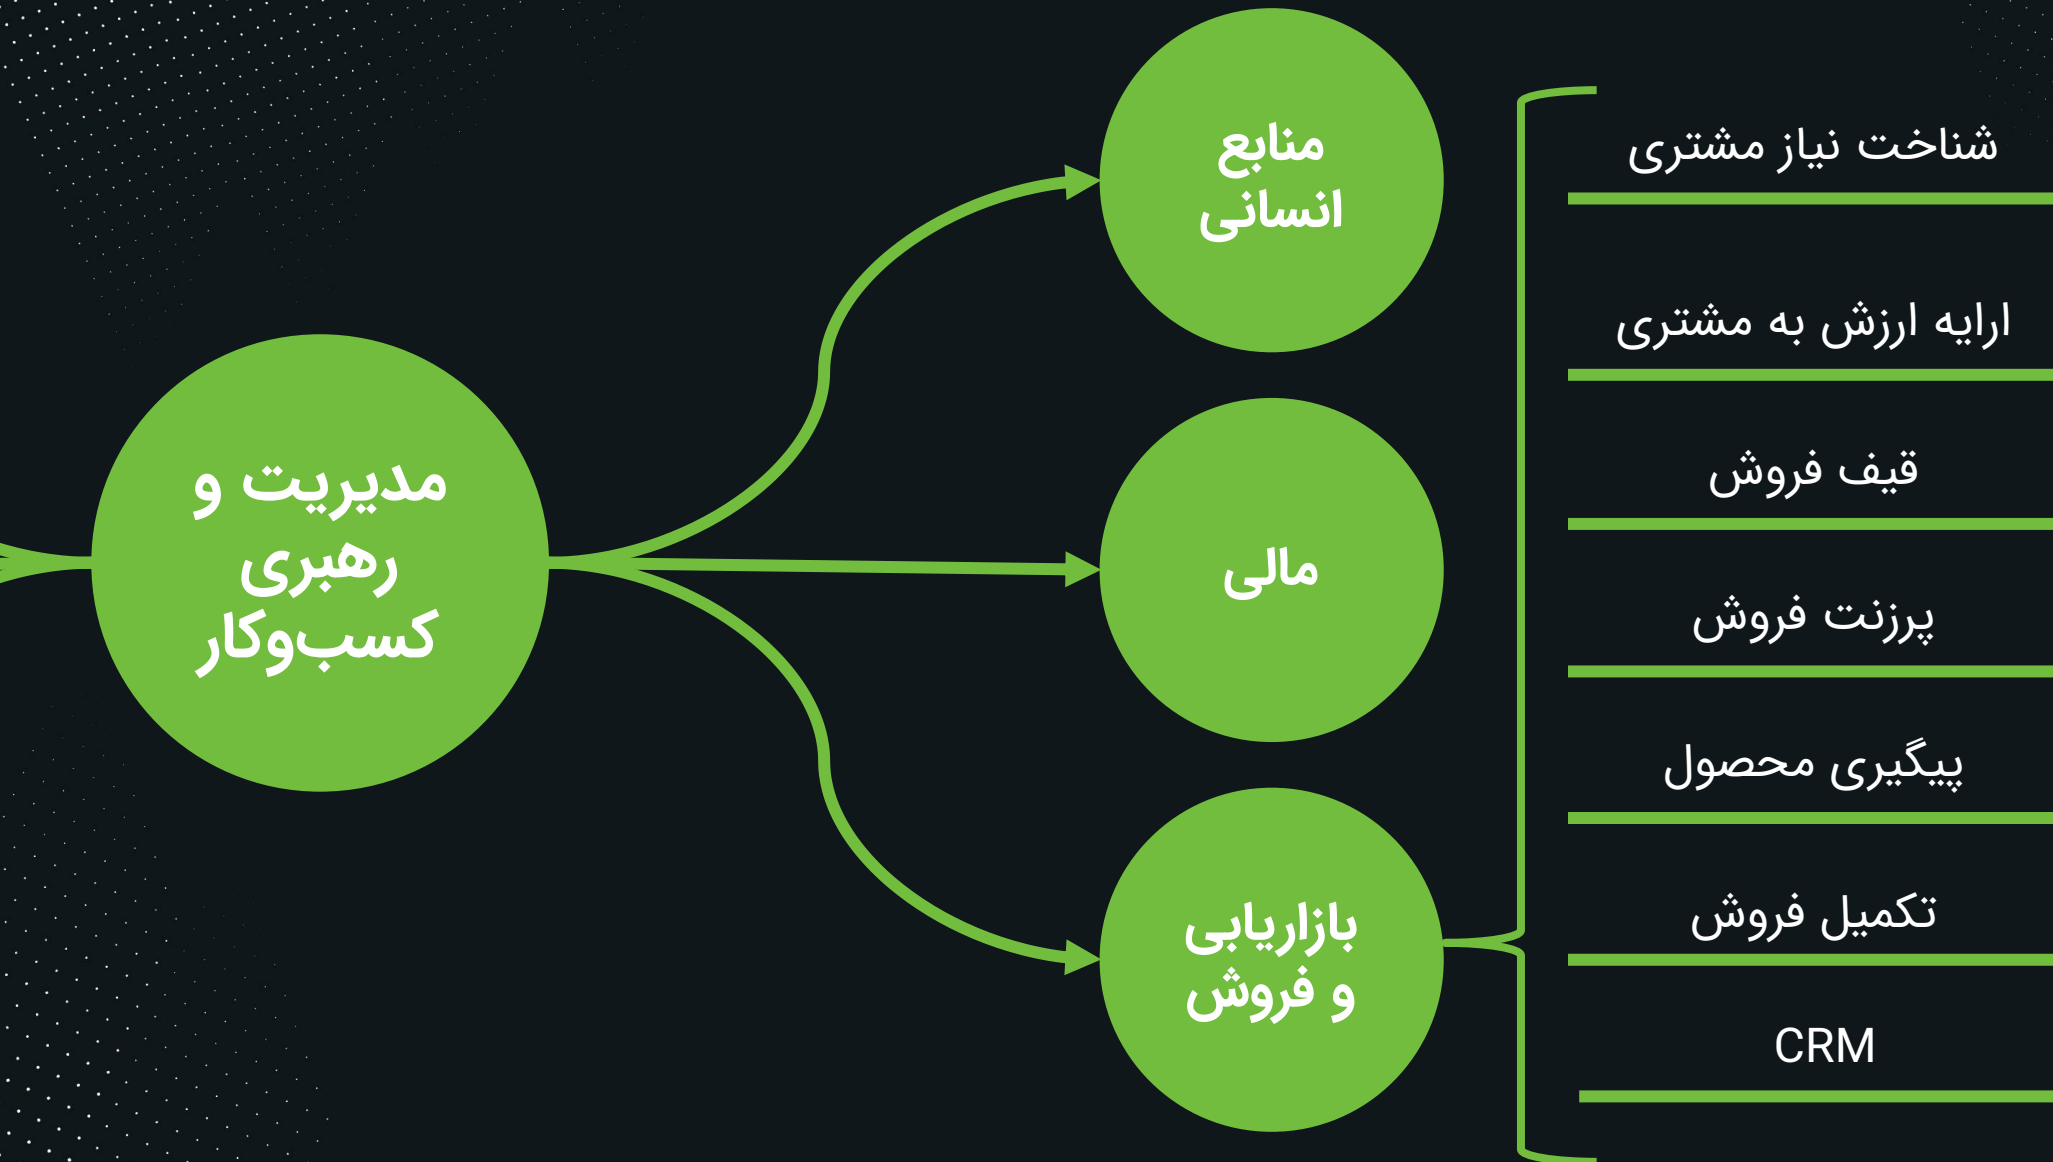 مدیریت و
رهبری
کسب‌وکار
منابع
انسانی
مالی
بازاریابی
و فروش
شناخت نیاز مشتری
ارایه ارزش به مشتری
قیف فروش
پرزنت فروش
پیگیری محصول
تکمیل فروش
CRM